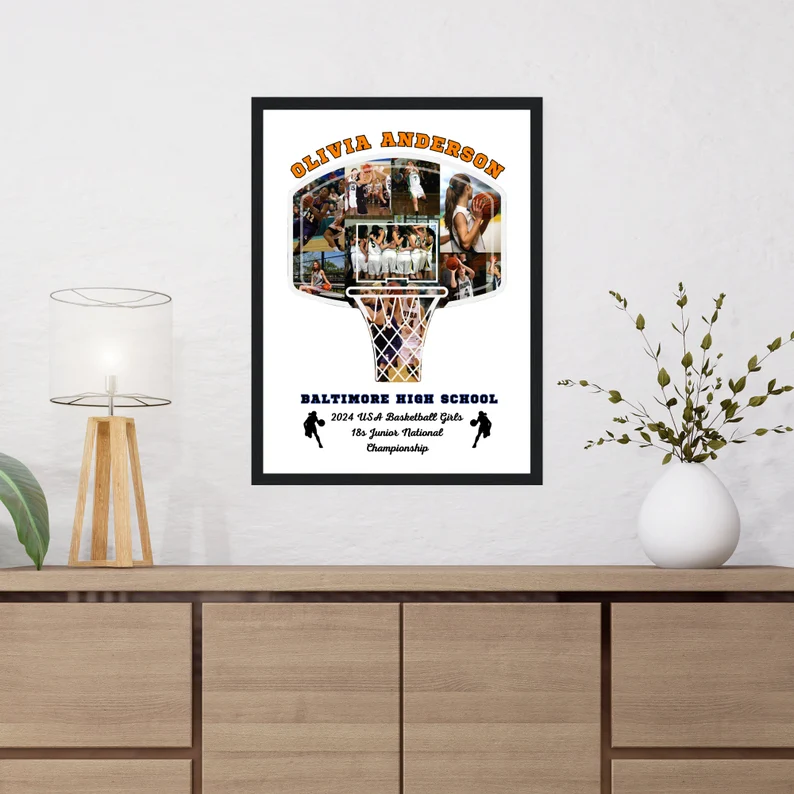 OLIVIA ANDERSON
BALTIMORE HIGH SCHOOL
2024 USA Basketball Girls
18s Junior National
Championship